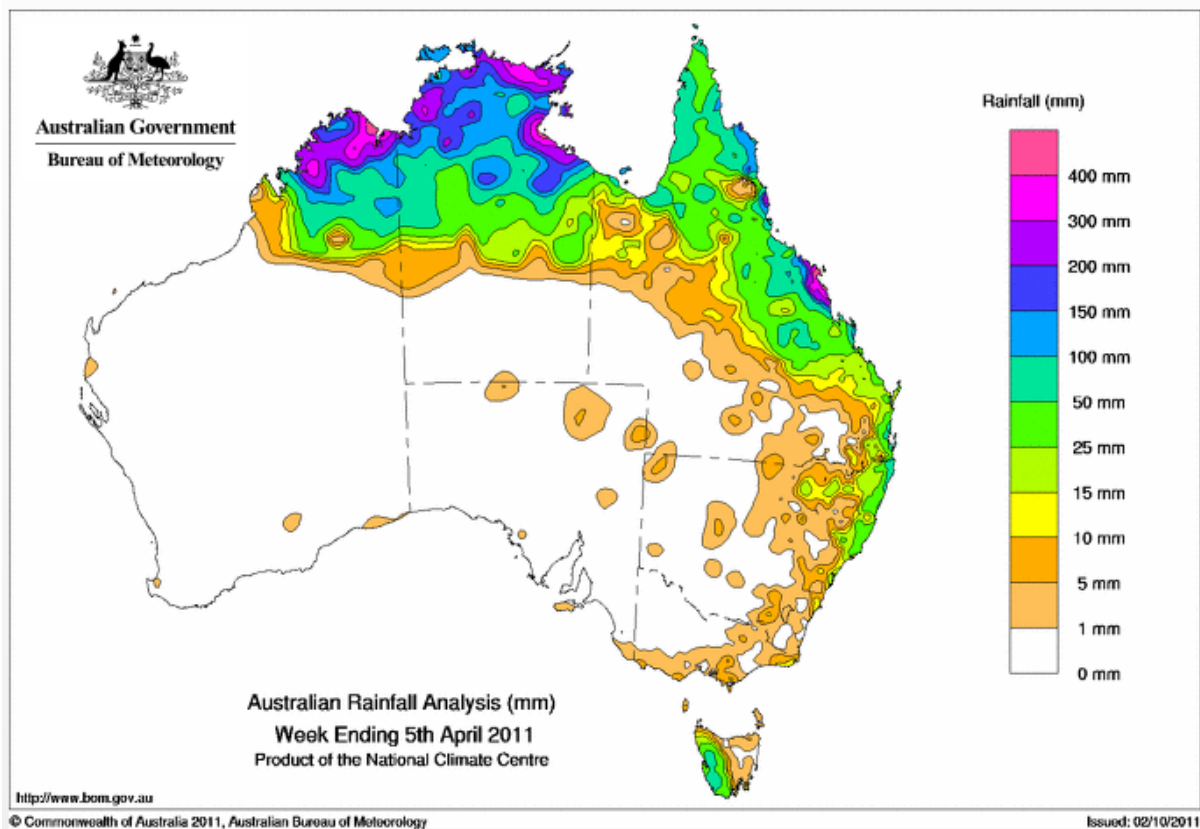 Australian Government
Bureau of Meteorology
Rainfall (mm)
400 mm
300 mm
200 mm
150 mm
100 mm
50 mm
25 mm
15 mm
10 mm
5 mm
1 mm
0 mm
Australian Rainfall Analysis (mm)
Week Ending 5th April 2011
Product of the National Climate Centre
http://www.bom.gov.au
© Commonwealth of Australia 2011, Australian Bureau of Meteorology
Issued: 02/10/2011